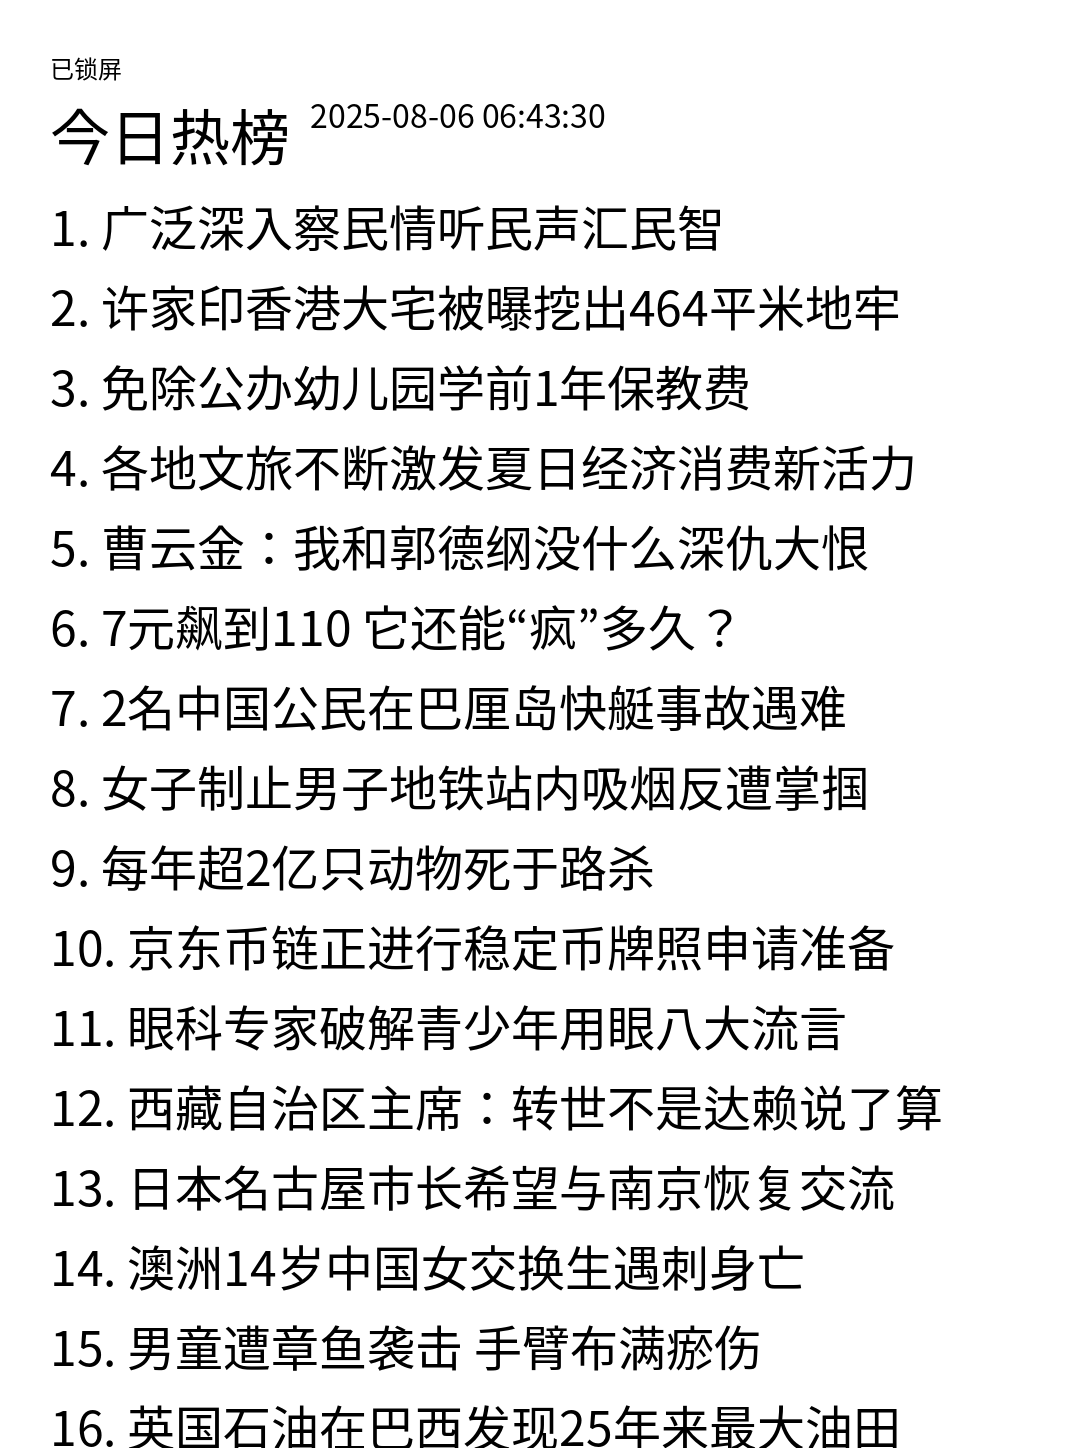 已锁屏
今日热榜 2025-08-06 06:43:30
1. 广泛深入察民情听民声汇民智
2. 许家印香港大宅被曝挖出464平米地牢
3. 免除公办幼儿园学前1年保教费
4. 各地文旅不断激发夏日经济消费新活力
5. 曹云金：我和郭德纲没什么深仇大恨
6. 7元飙到110 它还能“疯”多久？
7. 2名中国公民在巴厘岛快艇事故遇难
8. 女子制止男子地铁站内吸烟反遭掌掴
9. 每年超2亿只动物死于路杀
10. 京东币链正进行稳定币牌照申请准备
11. 眼科专家破解青少年用眼八大流言
12. 西藏自治区主席：转世不是达赖说了算
13. 日本名古屋市长希望与南京恢复交流
14. 澳洲14岁中国女交换生遇刺身亡
15. 男童遭章鱼袭击 手臂布满瘀伤
16. 英国石油在巴西发现25年来最大油田